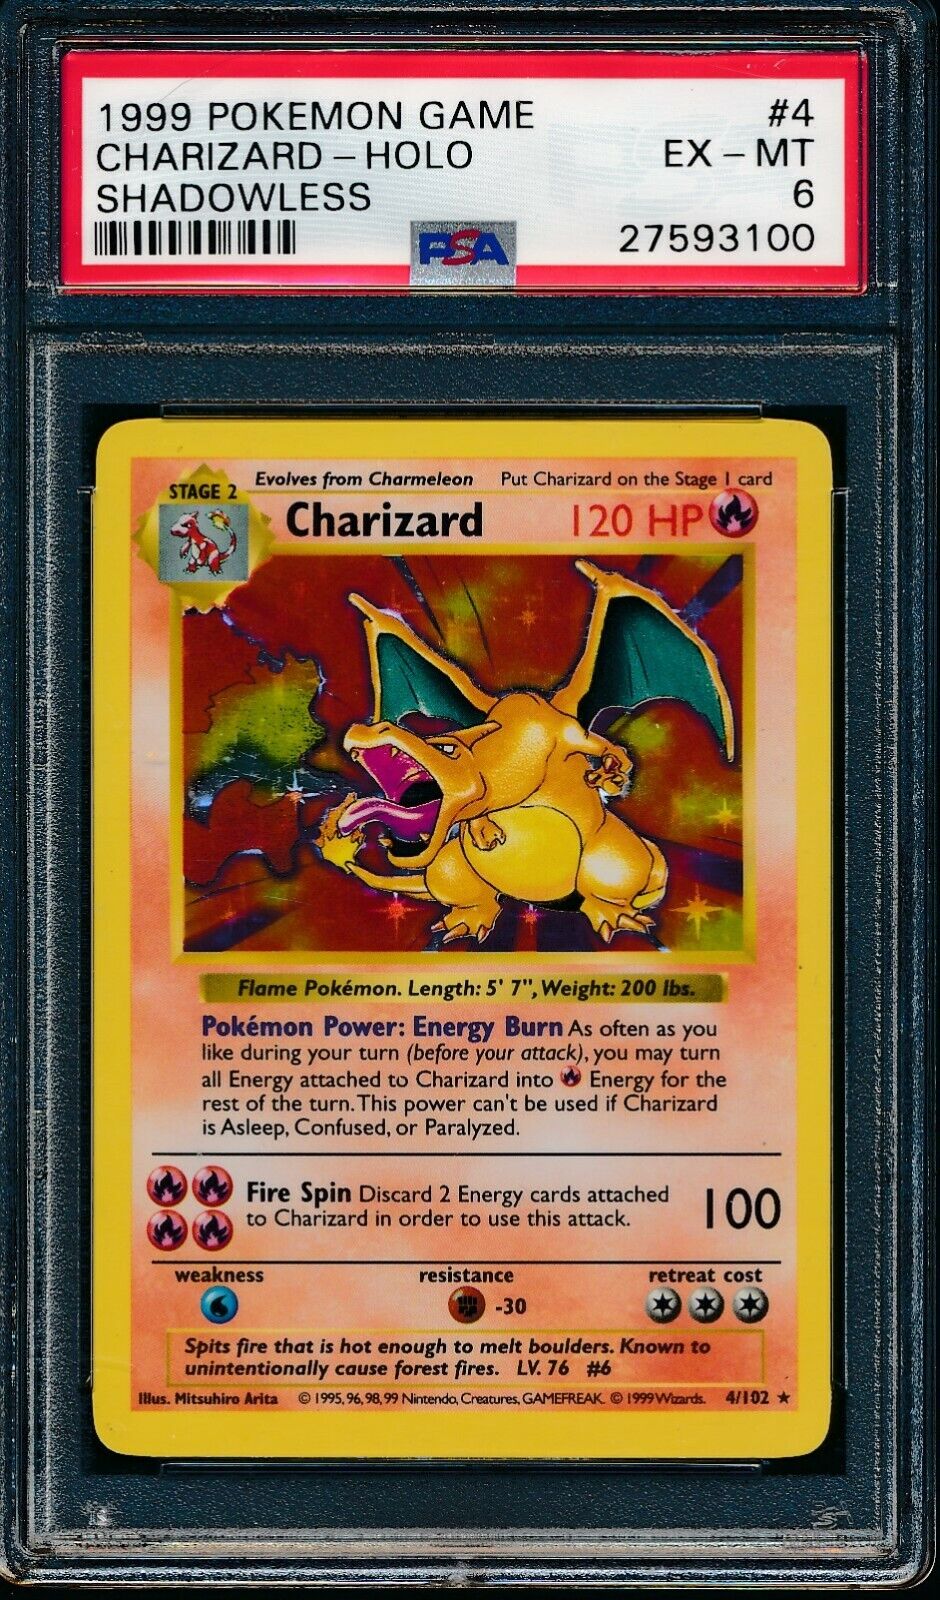 1999 POKEMON GAME #4
CHARIZARD - HOLO EX - MT
SHADOWLESS 6
PSA 27593100
Evolves from Charmeleon Put Charizard on the Stage 1 card
STAGE 2
Charizard 120 HP
Flame Pokémon. Length: 5' 7", Weight: 200 lbs.
Pokémon Power: Energy Burn As often as you
like during your turn (before your attack), you may turn
all Energy attached to Charizard into Energy for the
rest of the turn. This power can't be used if Charizard
is Asleep, Confused, or Paralyzed.
Fire Spin Discard 2 Energy cards attached
to Charizard in order to use this attack. 100
weakness resistance retreat cost
-30
Spits fire that is hot enough to melt boulders. Known to
unintentionally cause forest fires. LV. 76 #6
Illus. Mitsuhiro Arita © 1995, 96, 98, 99 Nintendo, Creatures, GAMEFREAK. © 1999 Wizards. 4/102 ★